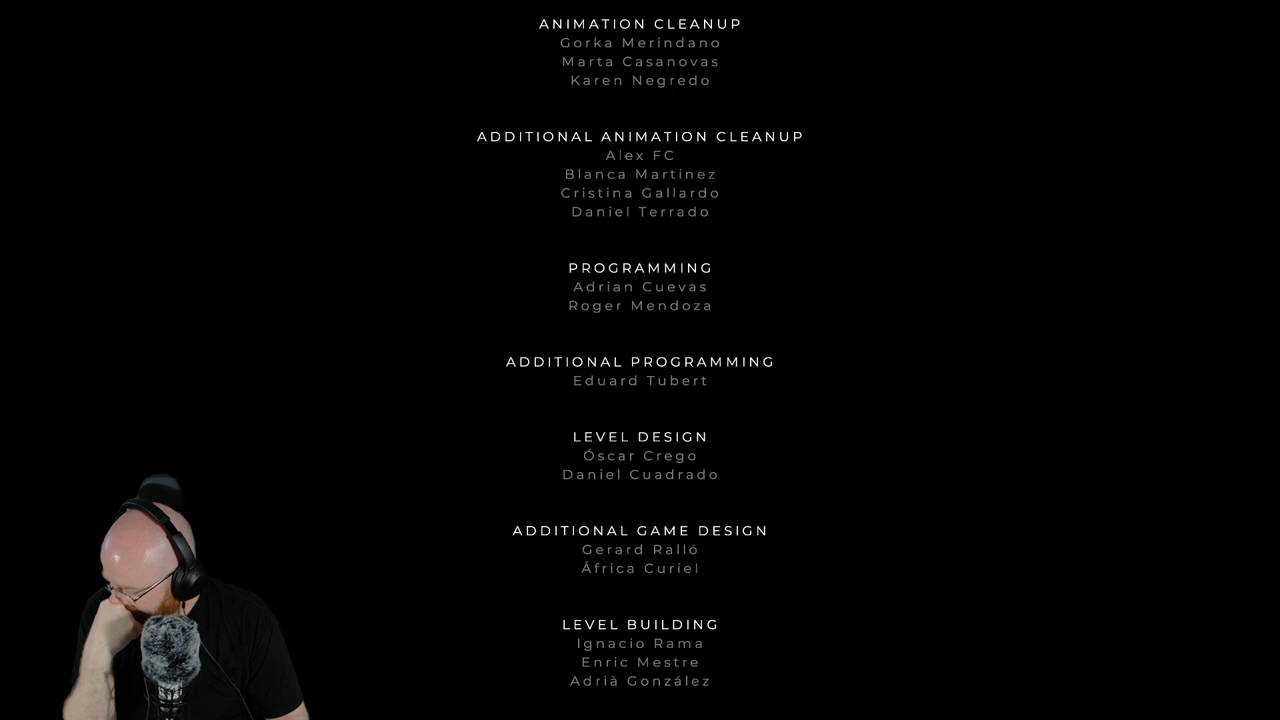 ANIMATION CLEANUP
Gorka Merindano
Marta Casanovas
Karen Negredo
ADDITIONAL ANIMATION CLEANUP
Alex FC
Blanca Martinez
Cristina Gallardo
Daniel Terrado
PROGRAMMING
Adrian Cuevas
Roger Mendoza
ADDITIONAL PROGRAMMING
Eduard Tubert
LEVEL DESIGN
Óscar Crego
Daniel Cuadrado
ADDITIONAL GAME DESIGN
Gerard Ralló
África Curiel
LEVEL BUILDING
Ignacio Rama
Enric Mestre
Adrià González